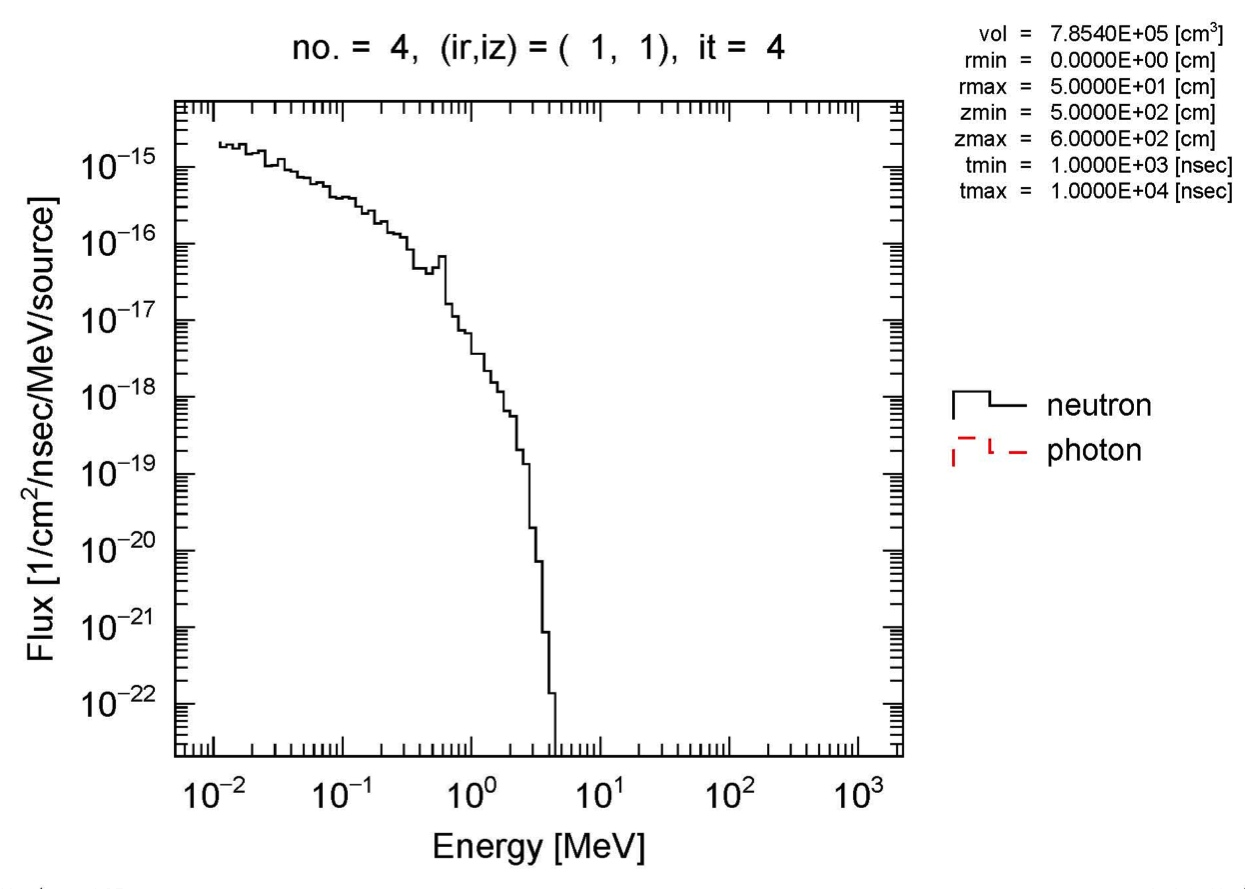 no. = 4, (ir,iz) = ( 1, 1), it = 4
vol = 7.8540E+05 [cm³]
rmin = 0.0000E+00 [cm]
rmax = 5.0000E+01 [cm]
zmin = 5.0000E+02 [cm]
zmax = 6.0000E+02 [cm]
tmin = 1.0000E+03 [nsec]
tmax = 1.0000E+04 [nsec]
Flux [1/cm²/nsec/MeV/source]
10⁻¹⁵
10⁻¹⁶
10⁻¹⁷
10⁻¹⁸
10⁻¹⁹
10⁻²⁰
10⁻²¹
10⁻²²
neutron
photon
10⁻² 10⁻¹ 10⁰ 10¹ 10² 10³
Energy [MeV]